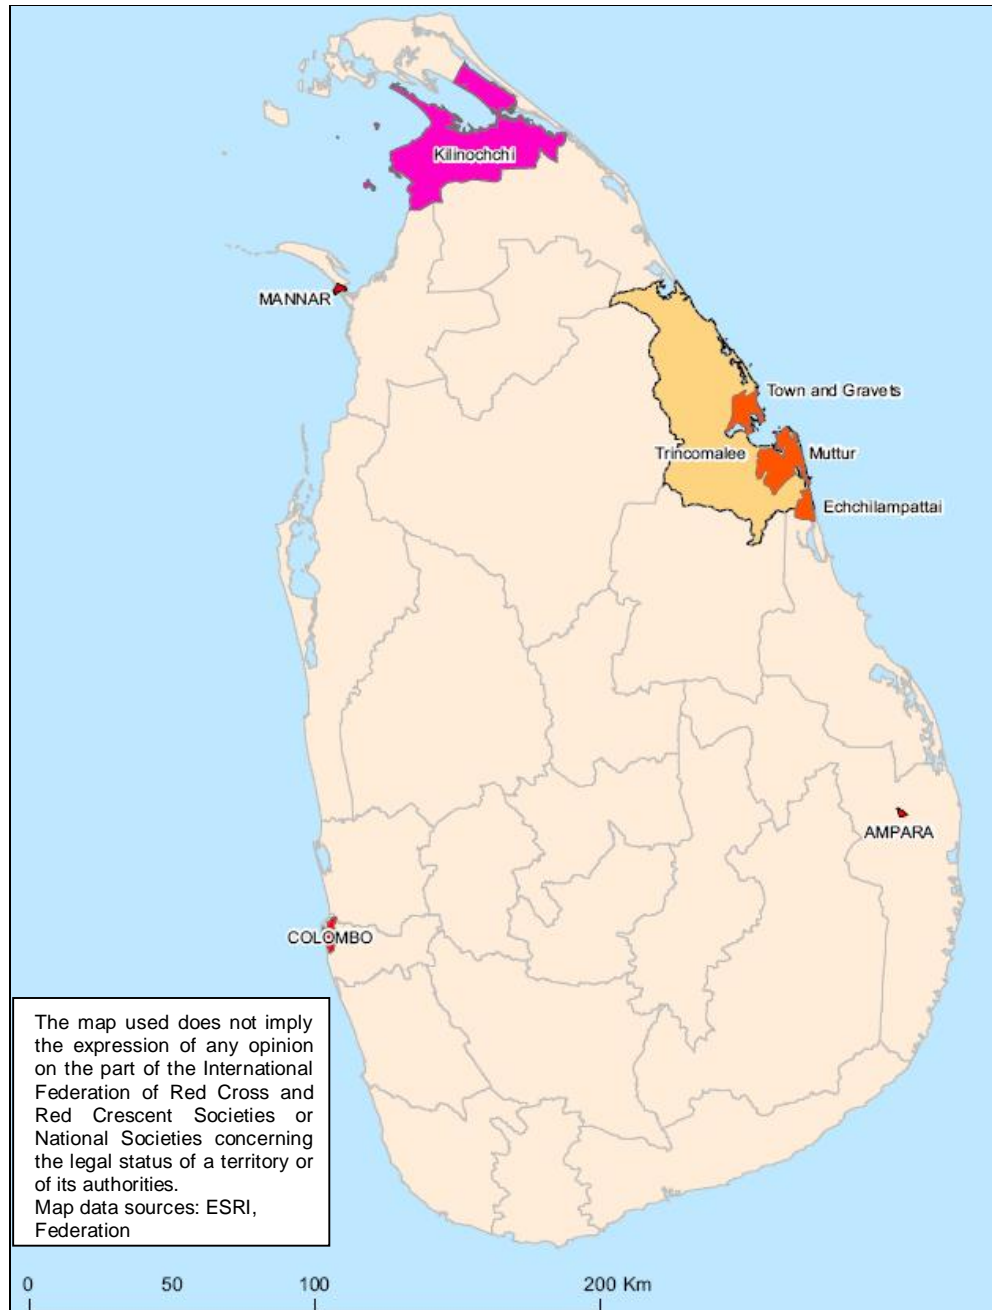 Kilinochchi
MANNAR
Town and Gravets
Trincomalee
Muttur
Echchilampattai
AMPARA
COLOMBO
The map used does not imply
the expression of any opinion
on the part of the International
Federation of Red Cross and
Red Crescent Societies or
National Societies concerning
the legal status of a territory or
of its authorities.
Map data sources: ESRI,
Federation
0 50 100 200 Km